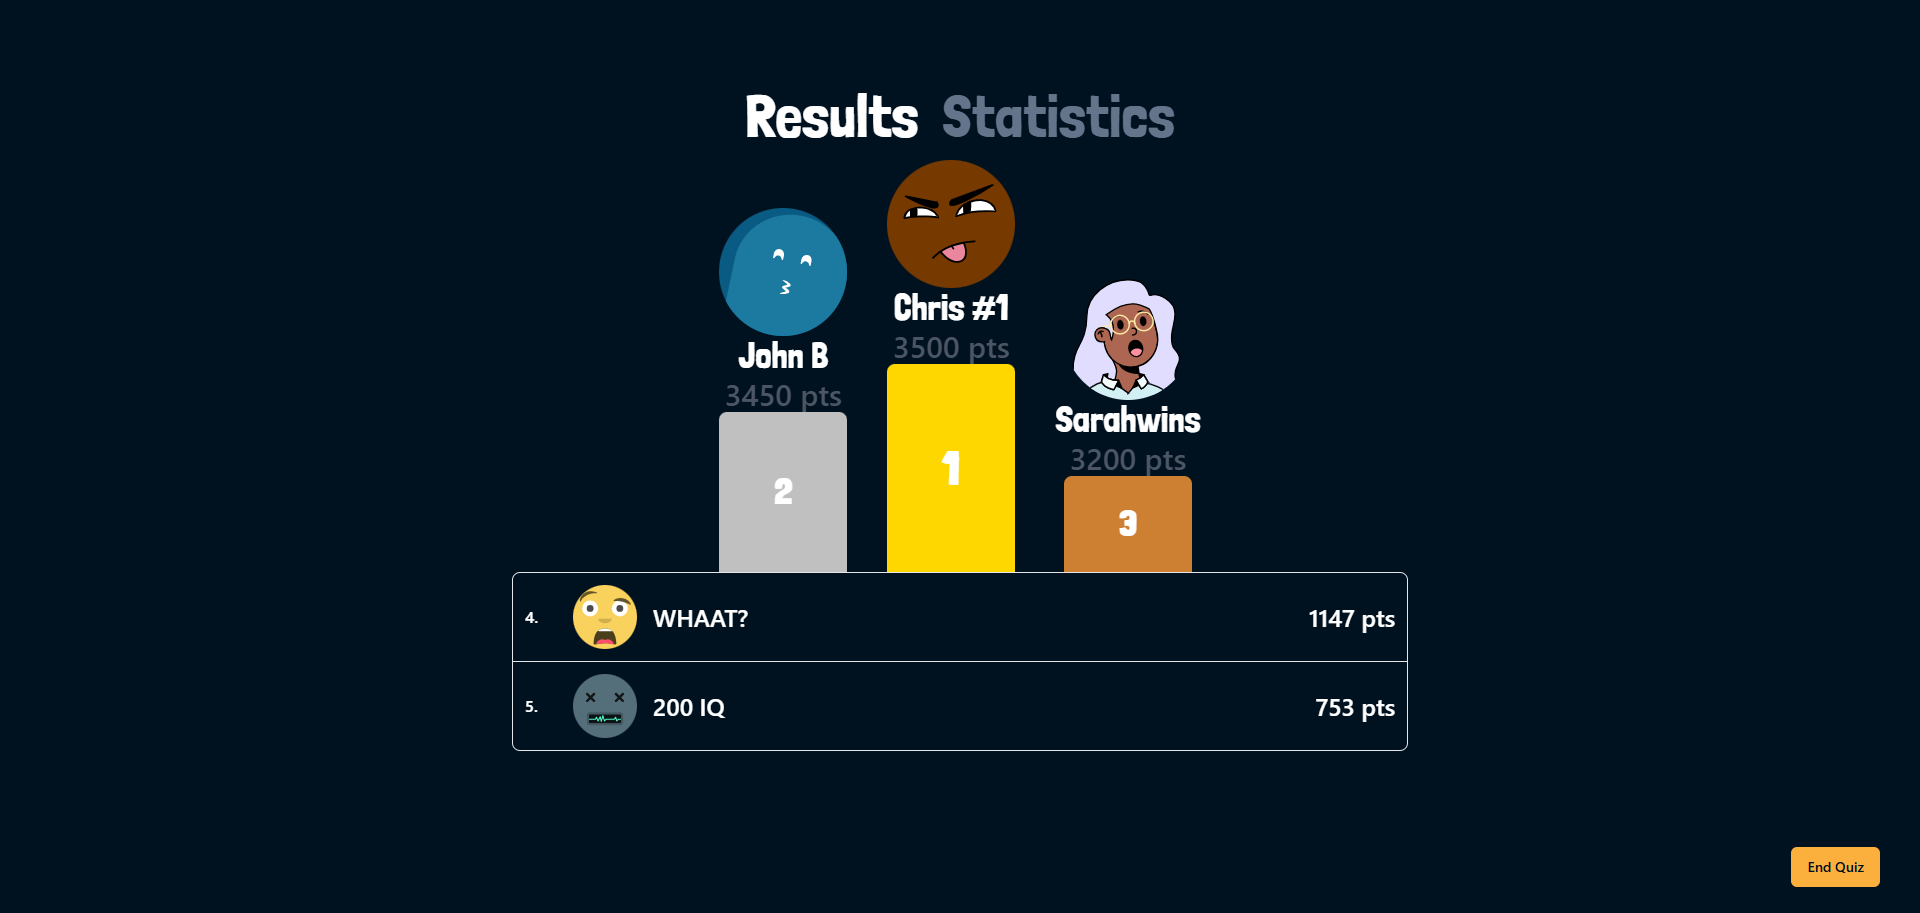 Results Statistics
Chris #1
3500 pts
John B
3450 pts
Sarahwins
3200 pts
1
2
3
4. WHAAT? 1147 pts
5. 200 IQ 753 pts
End Quiz